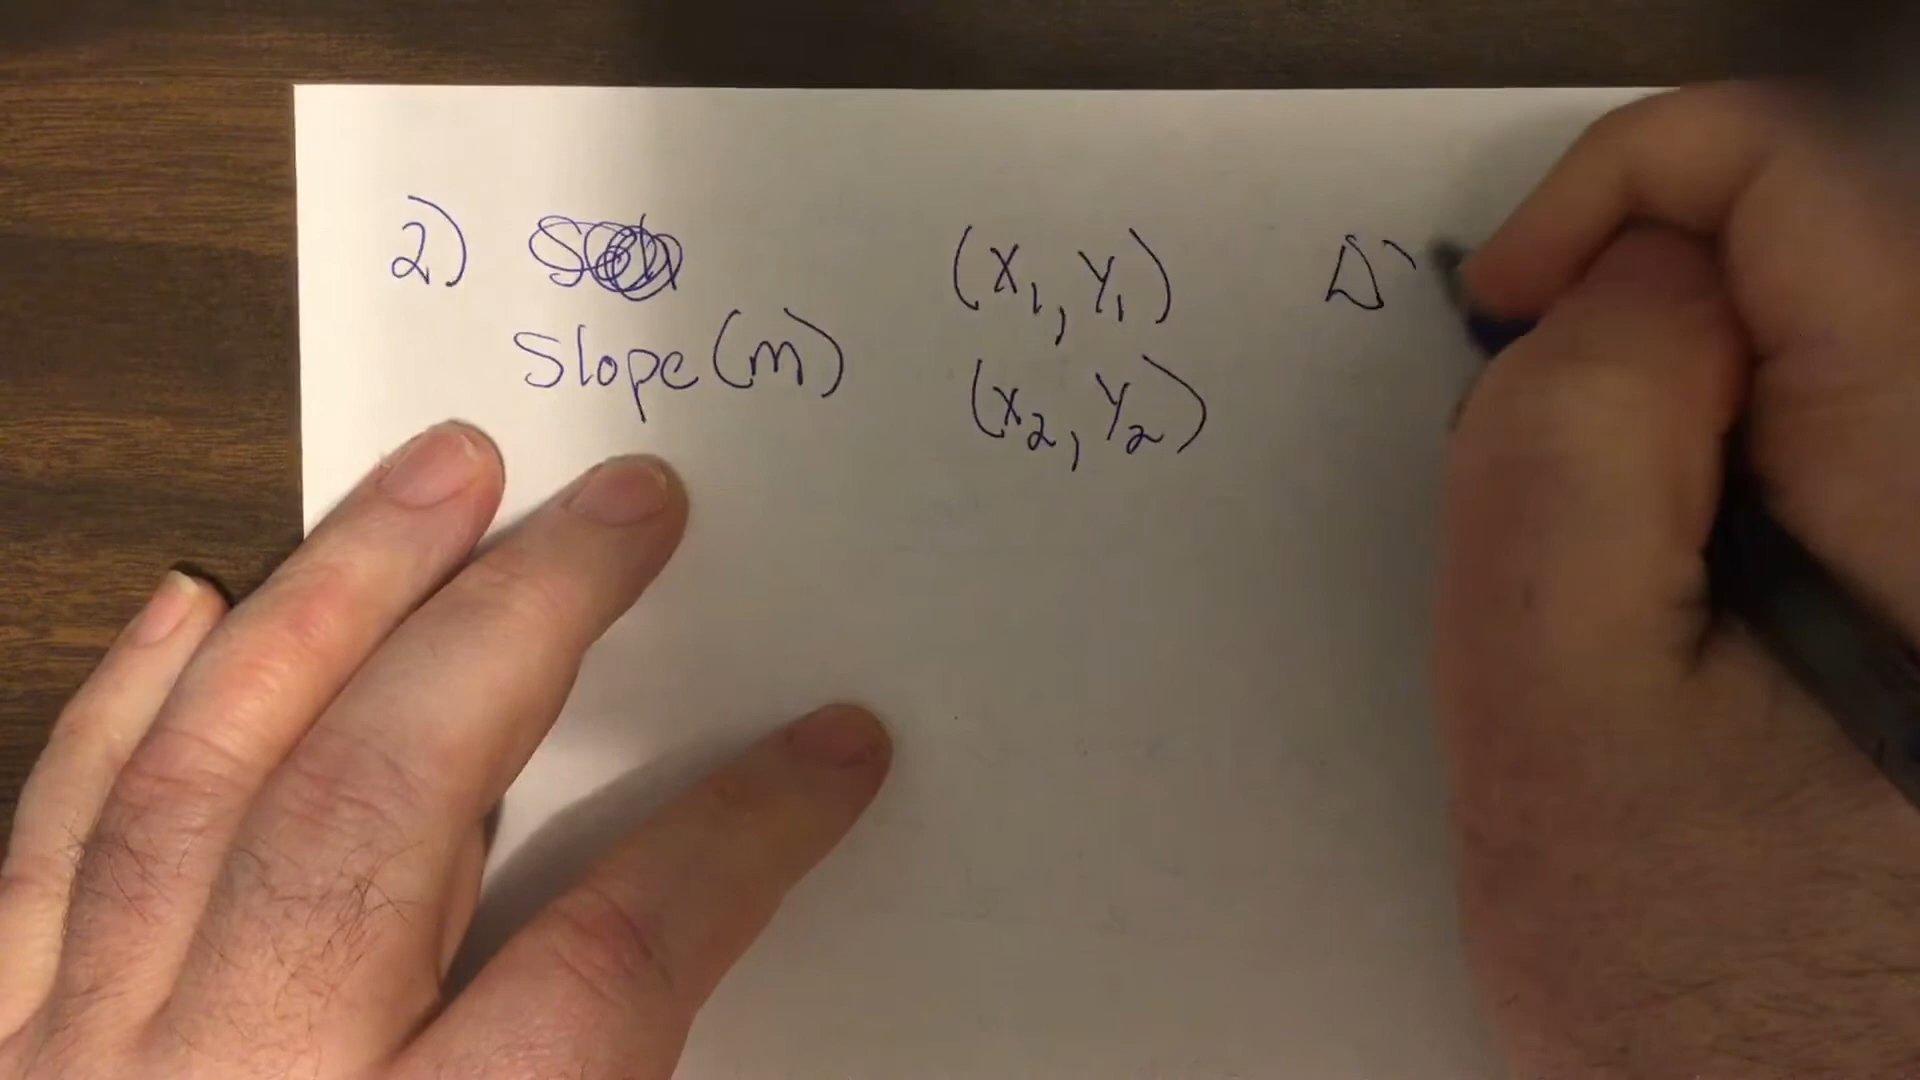 2) (x₁, y₁) Δ
Slope (m) (x₂, y₂)